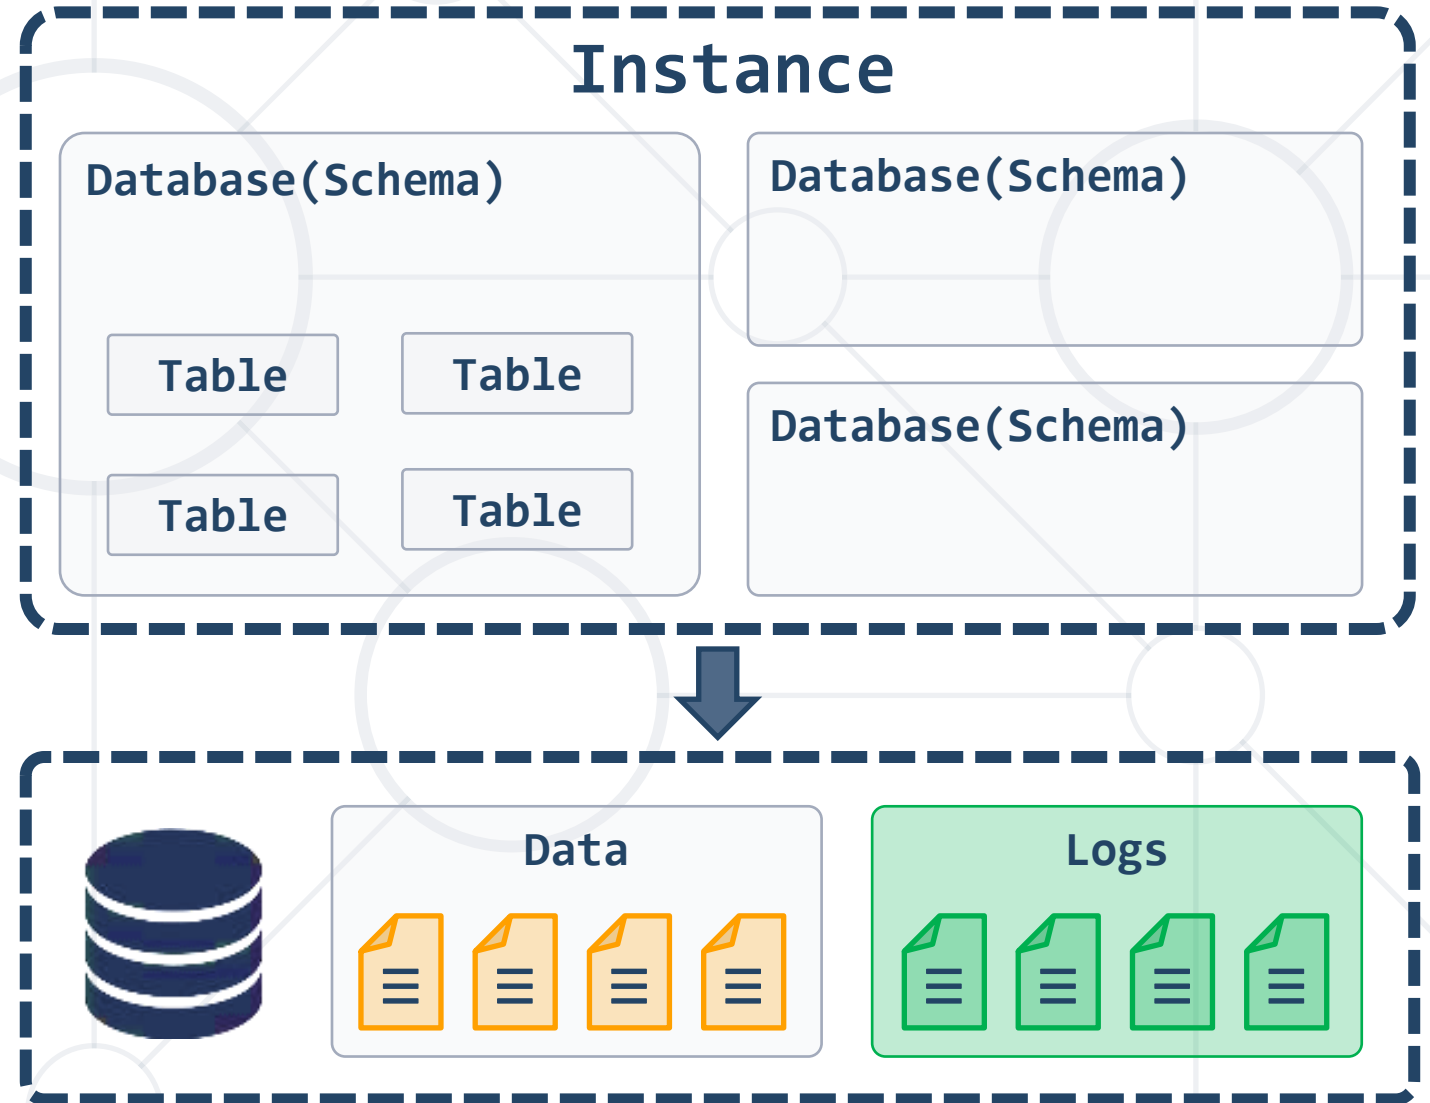 Instance
Database(Schema)
Table
Table
Table
Table
Database(Schema)
Database(Schema)
Data
Logs